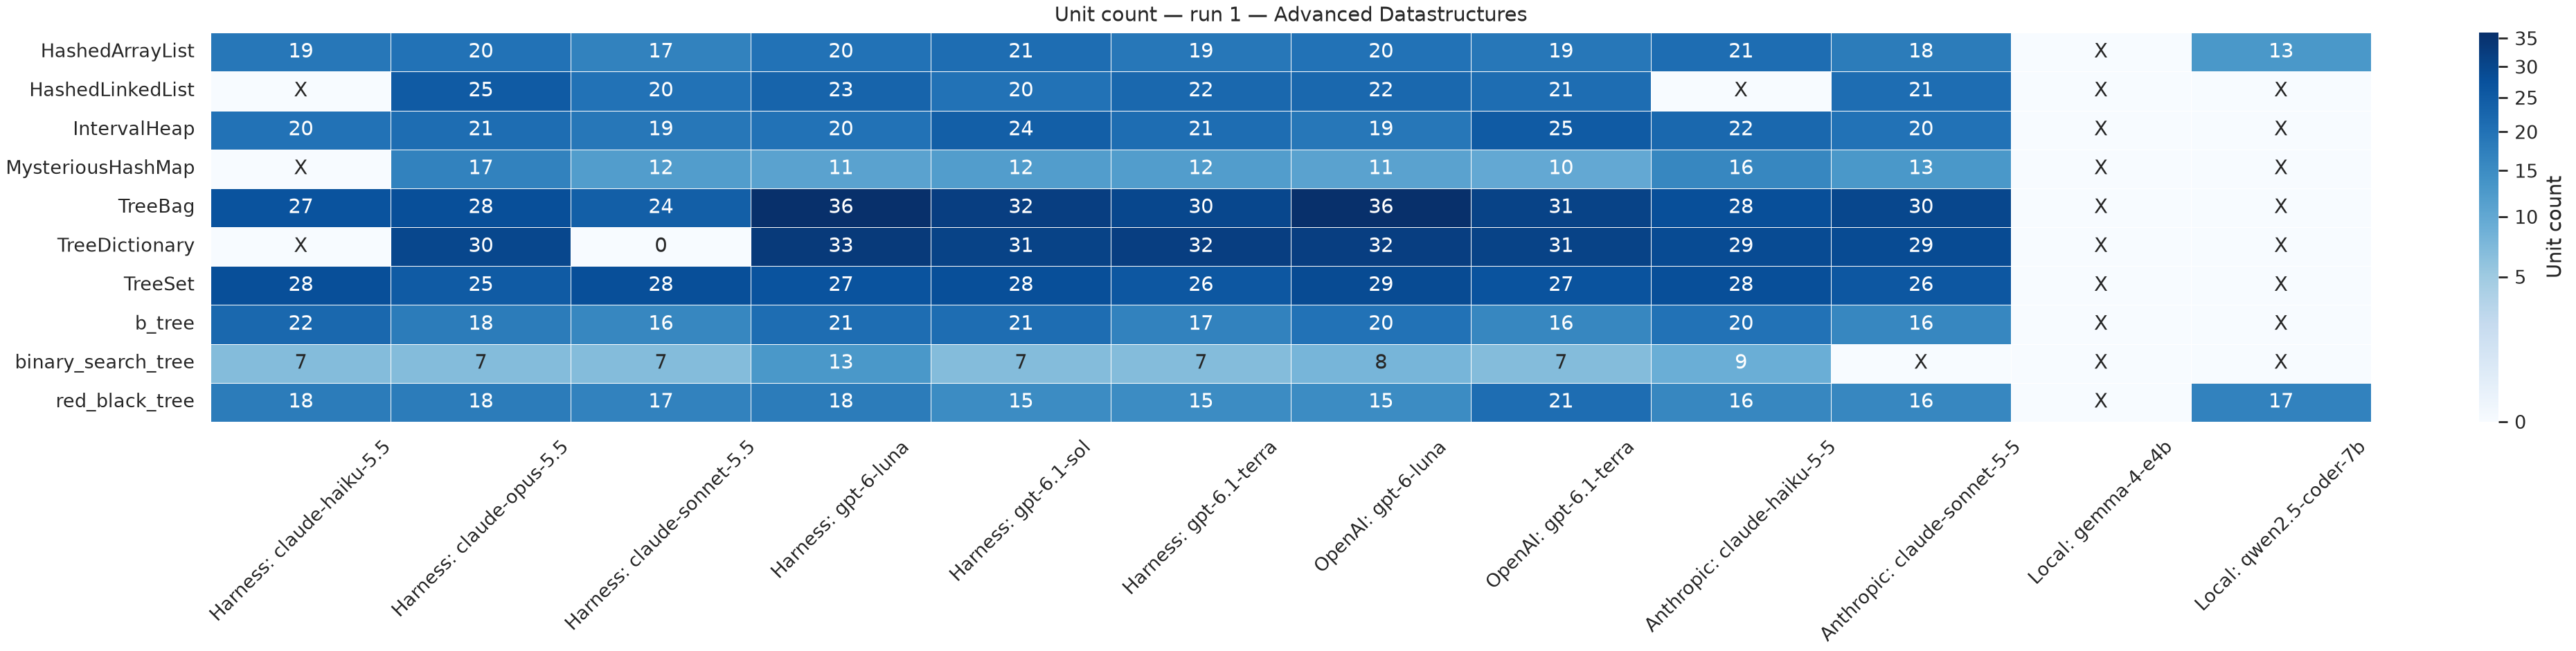 Unit count — run 1 — Advanced Datastructures
HashedArrayList 19 20 17 20 21 19 20 19 21 18 X 13
HashedLinkedList X 25 20 23 20 22 22 21 X 21 X X
IntervalHeap 20 21 19 20 24 21 19 25 22 20 X X
MysteriousHashMap X 17 12 11 12 12 11 10 16 13 X X
TreeBag 27 28 24 36 32 30 36 31 28 30 X X
TreeDictionary X 30 0 33 31 32 32 31 29 29 X X
TreeSet 28 25 28 27 28 26 29 27 28 26 X X
b_tree 22 18 16 21 21 17 20 16 20 16 X X
binary_search_tree 7 7 7 13 7 7 8 7 9 X X X
red_black_tree 18 18 17 18 15 15 15 21 16 16 X 17
Harness: claude-haiku-5.5
Harness: claude-opus-5.5
Harness: claude-sonnet-5.5
Harness: gpt-6-luna
Harness: gpt-6.1-sol
Harness: gpt-6.1-terra
OpenAI: gpt-6-luna
OpenAI: gpt-6.1-terra
Anthropic: claude-haiku-5-5
Anthropic: claude-sonnet-5-5
Local: gemma-4-e4b
Local: qwen2.5-coder-7b
35
30
25
20
15
10
5
0
Unit count